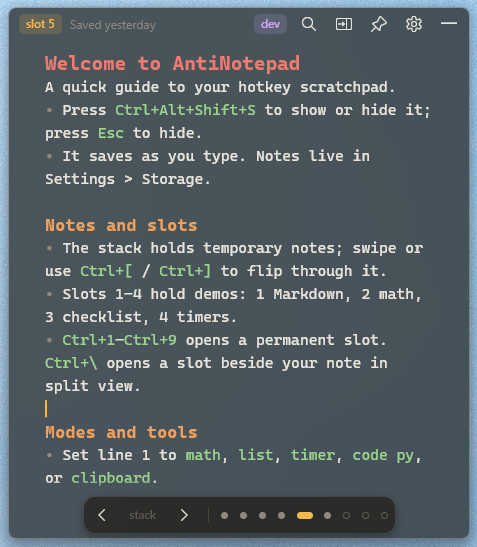 slot 5 Saved yesterday dev
Welcome to AntiNotepad
A quick guide to your hotkey scratchpad.
• Press Ctrl+Alt+Shift+S to show or hide it;
press Esc to hide.
• It saves as you type. Notes live in
Settings > Storage.
Notes and slots
• The stack holds temporary notes; swipe or
use Ctrl+[ / Ctrl+] to flip through it.
• Slots 1–4 hold demos: 1 Markdown, 2 math,
3 checklist, 4 timers.
• Ctrl+1–Ctrl+9 opens a permanent slot.
Ctrl+\ opens a slot beside your note in
split view.
Modes and tools
• Set line 1 to math, list, timer, code py,
or clipboard.
stack